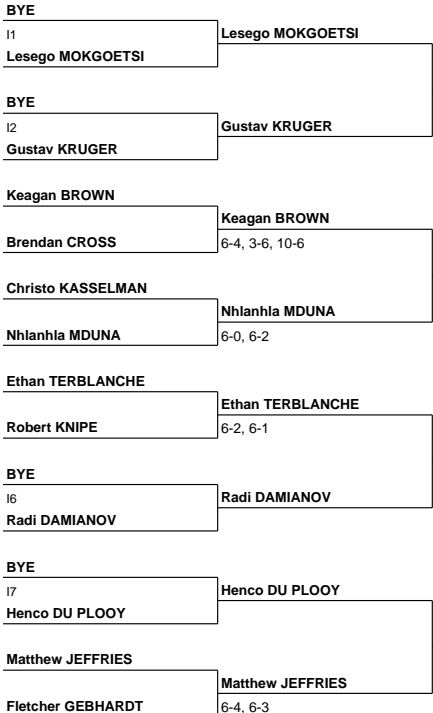 BYE
I1
Lesego MOKGOETSI
Lesego MOKGOETSI
BYE
I2
Gustav KRUGER
Gustav KRUGER
Keagan BROWN
Keagan BROWN
Brendan CROSS
6-4, 3-6, 10-6
Christo KASSELMAN
Nhlanhla MDUNA
Nhlanhla MDUNA
6-0, 6-2
Ethan TERBLANCHE
Ethan TERBLANCHE
Robert KNIPE
6-2, 6-1
BYE
I6
Radi DAMIANOV
Radi DAMIANOV
BYE
I7
Henco DU PLOOY
Henco DU PLOOY
Matthew JEFFRIES
Matthew JEFFRIES
Fletcher GEBHARDT
6-4, 6-3